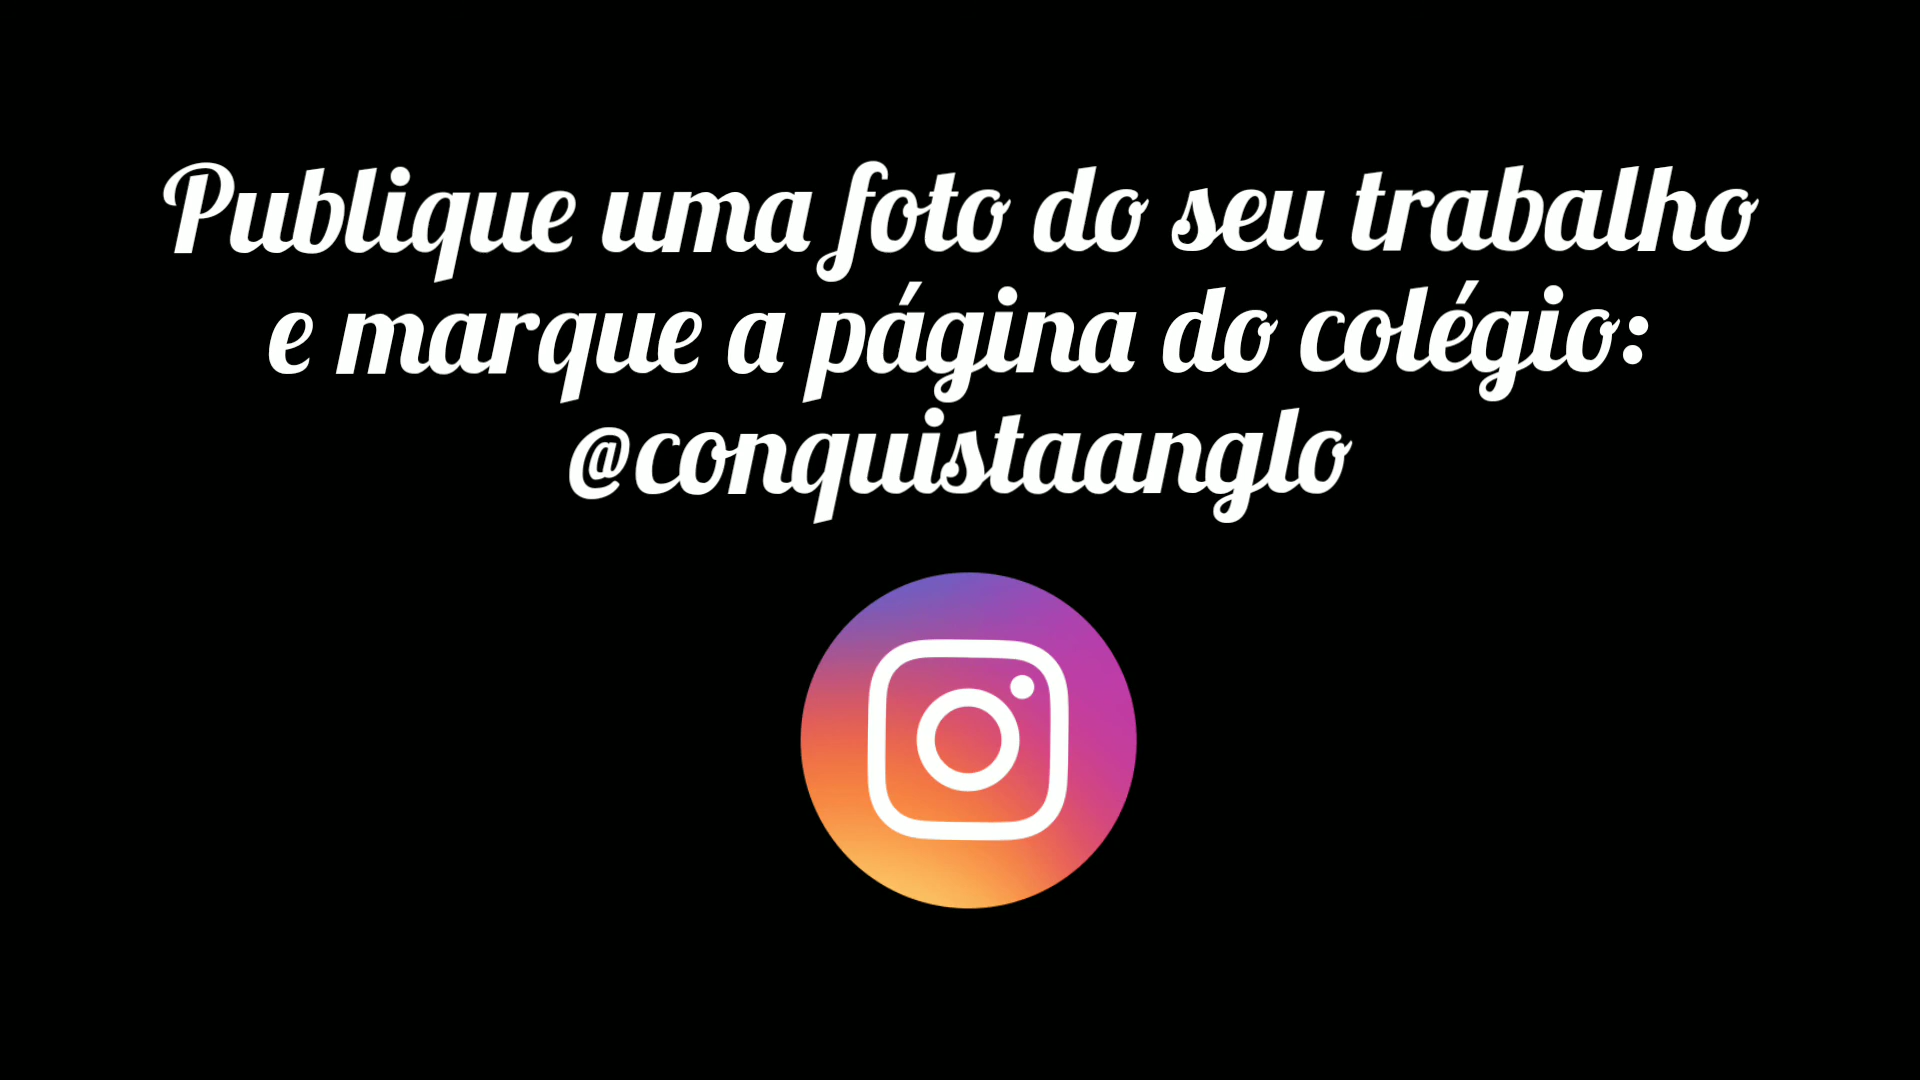 Publique uma foto do seu trabalho
e marque a página do colégio:
@conquistaanglo